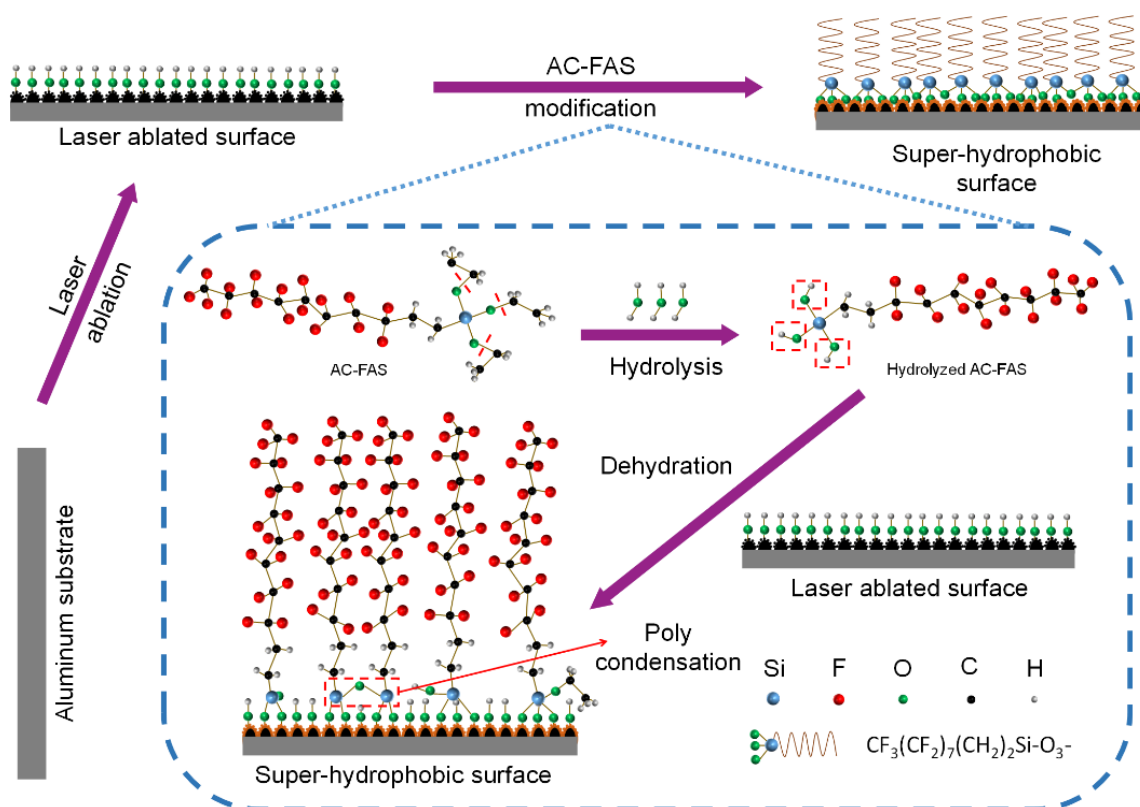 Laser ablated surface
AC-FAS
modification
Super-hydrophobic
surface
Laser
ablation
Aluminum substrate
AC-FAS
Hydrolysis
Hydrolyzed AC-FAS
Dehydration
Laser ablated surface
Poly
condensation
Super-hydrophobic surface
Si F O C H
CF₃(CF₂)₇(CH₂)₂Si-O₃-